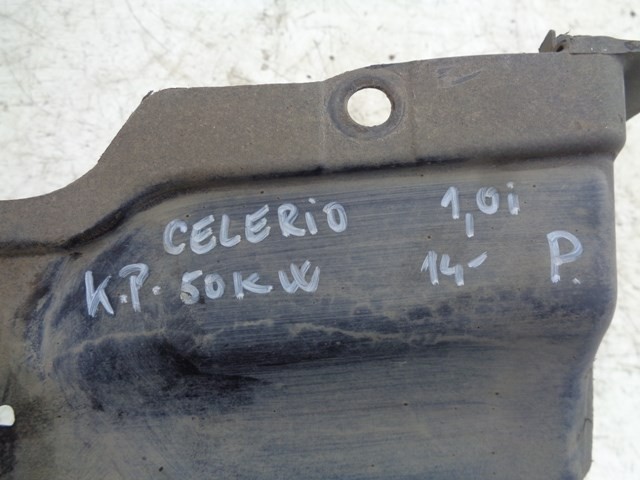 CELERiO 1,0i
K.P. 50KW 14- P.